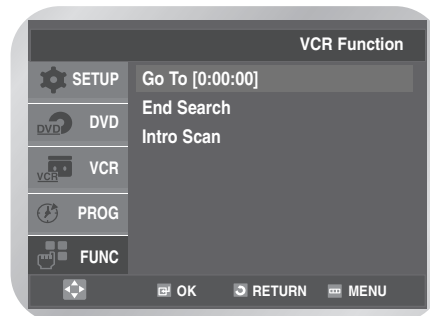 VCR Function
SETUP
DVD
DVD
VCR
VCR
PROG
FUNC
Go To [0:00:00]
End Search
Intro Scan
OK RETURN MENU